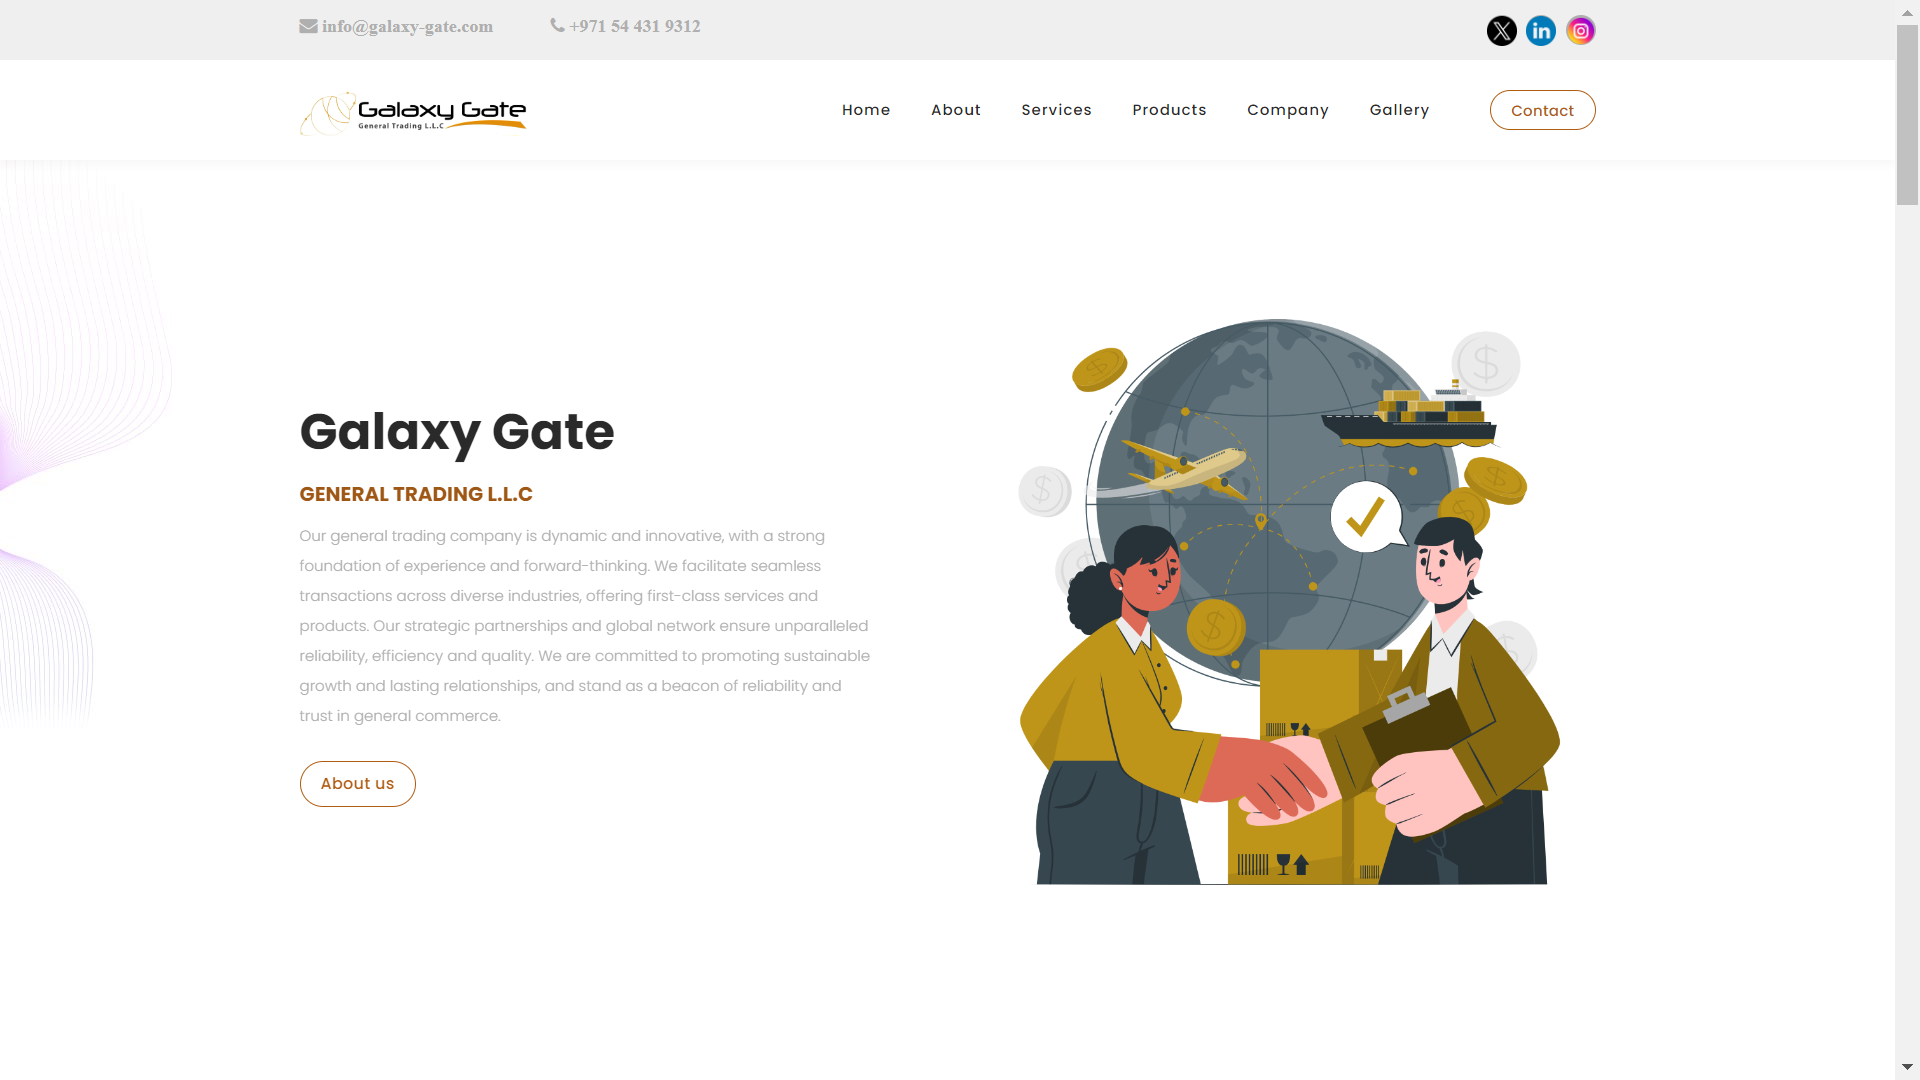 info@galaxy-gate.com
+971 54 431 9312
in
Galaxy Gate
General Trading L.L.C
Home
About
Services
Products
Company
Gallery
Contact
Galaxy Gate
GENERAL TRADING L.L.C
Our general trading company is dynamic and innovative, with a strong
foundation of experience and forward-thinking. We facilitate seamless
transactions across diverse industries, offering first-class services and
products. Our strategic partnerships and global network ensure unparalleled
reliability, efficiency and quality. We are committed to promoting sustainable
growth and lasting relationships, and stand as a beacon of reliability and
trust in general commerce.
About us